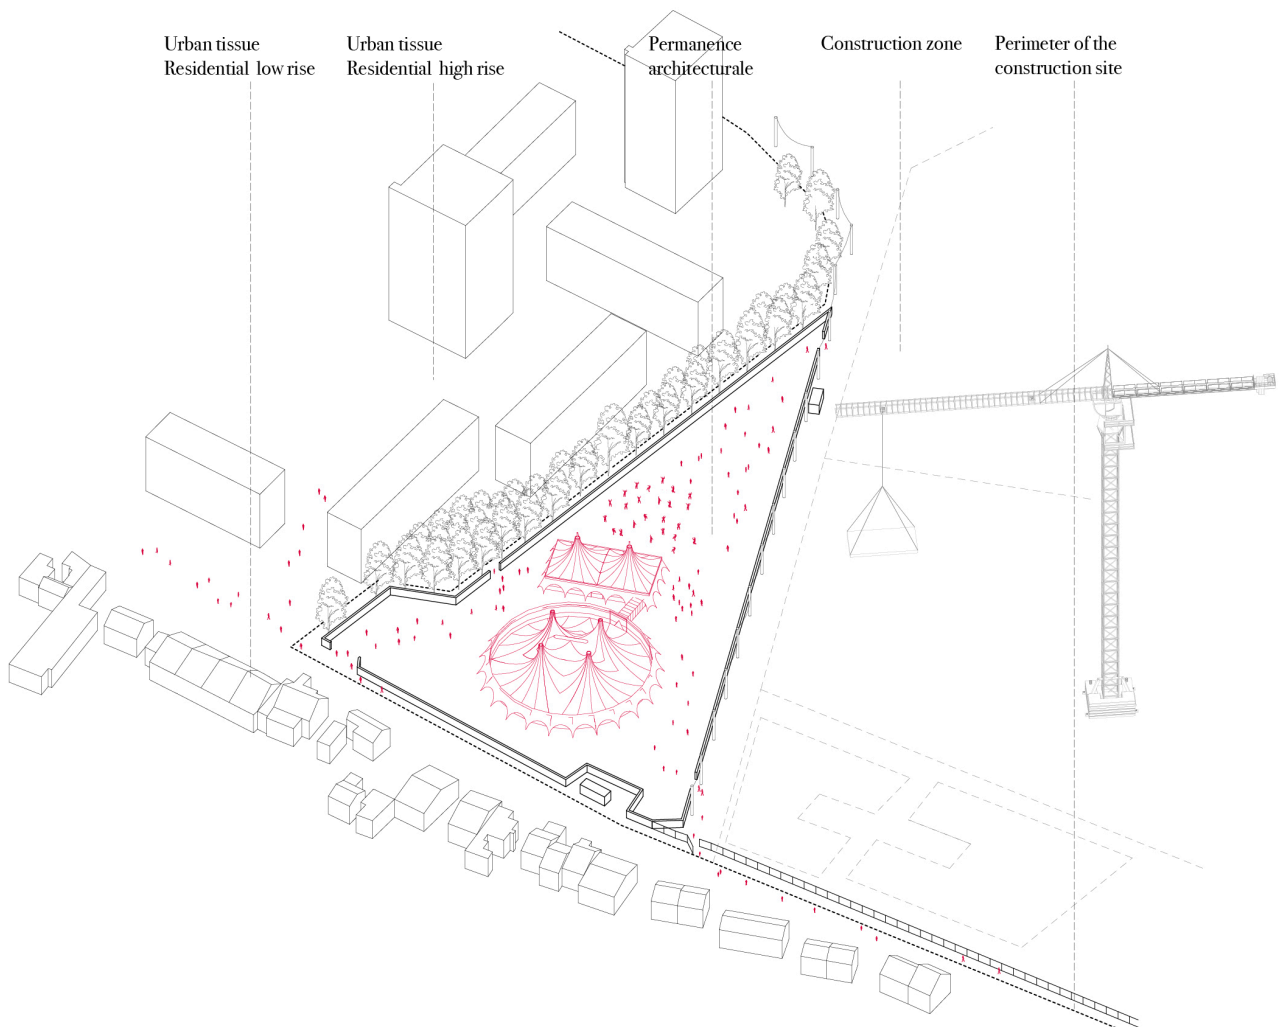 Urban tissue
Residential low rise
Urban tissue
Residential high rise
Permanence
architecturale
Construction zone
Perimeter of the
construction site